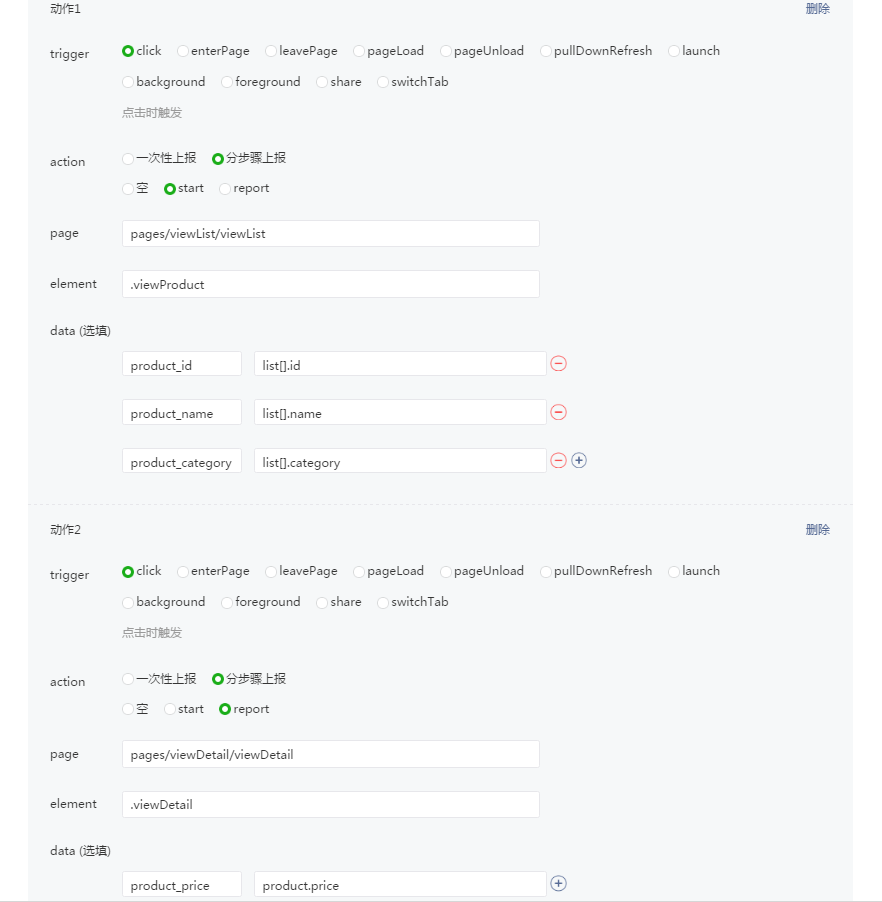 动作1 删除
trigger click enterPage leavePage pageLoad pageUnload pullDownRefresh launch
background foreground share switchTab
点击时触发
action 一次性上报 分步骤上报
空 start report
page pages/viewList/viewList
element .viewProduct
data (选填)
product_id list[].id
product_name list[].name
product_category list[].category
动作2 删除
trigger click enterPage leavePage pageLoad pageUnload pullDownRefresh launch
background foreground share switchTab
点击时触发
action 一次性上报 分步骤上报
空 start report
page pages/viewDetail/viewDetail
element .viewDetail
data (选填)
product_price product.price